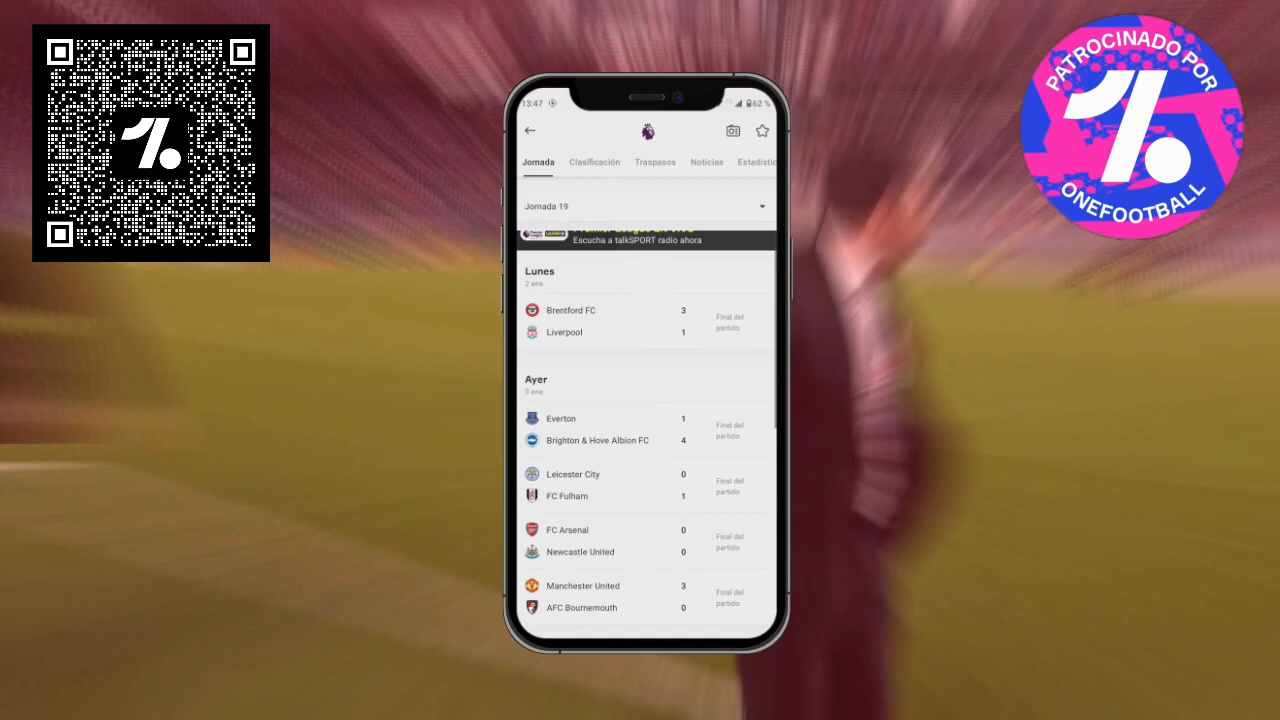 PATROCINADO POR
ONEFOOTBALL
13:47
62 %
Jornada Clasificación Traspasos Noticias Estadístic
Jornada 19
Escucha a talkSPORT radio ahora
Lunes
2 ene.
Brentford FC 3
Liverpool 1
Final del
partido
Ayer
3 ene.
Everton 1
Brighton & Hove Albion FC 4
Final del
partido
Leicester City 0
FC Fulham 1
Final del
partido
FC Arsenal 0
Newcastle United 0
Final del
partido
Manchester United 3
AFC Bournemouth 0
Final del
partido